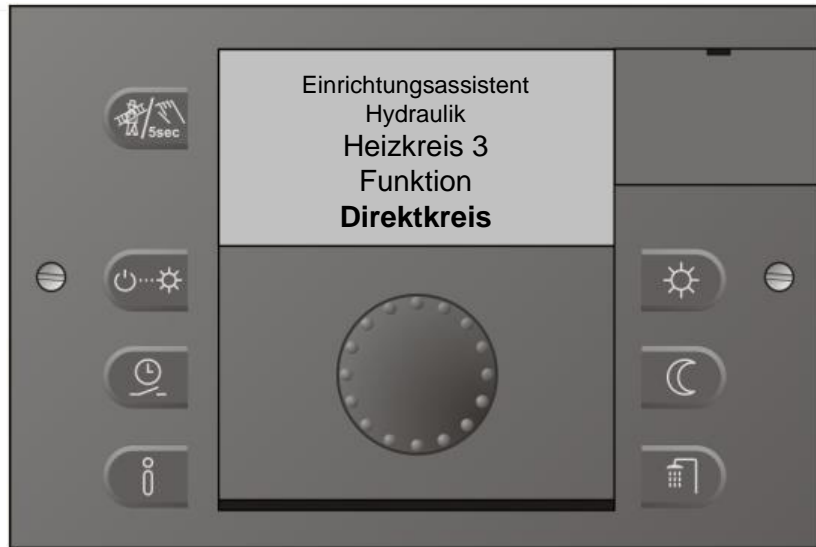 5sec
Einrichtungsassistent
Hydraulik
Heizkreis 3
Funktion
Direktkreis